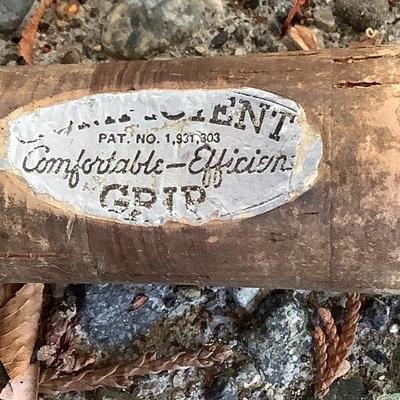 PAT. NO. 1,931,303
Comfortable-Efficien
GRIP